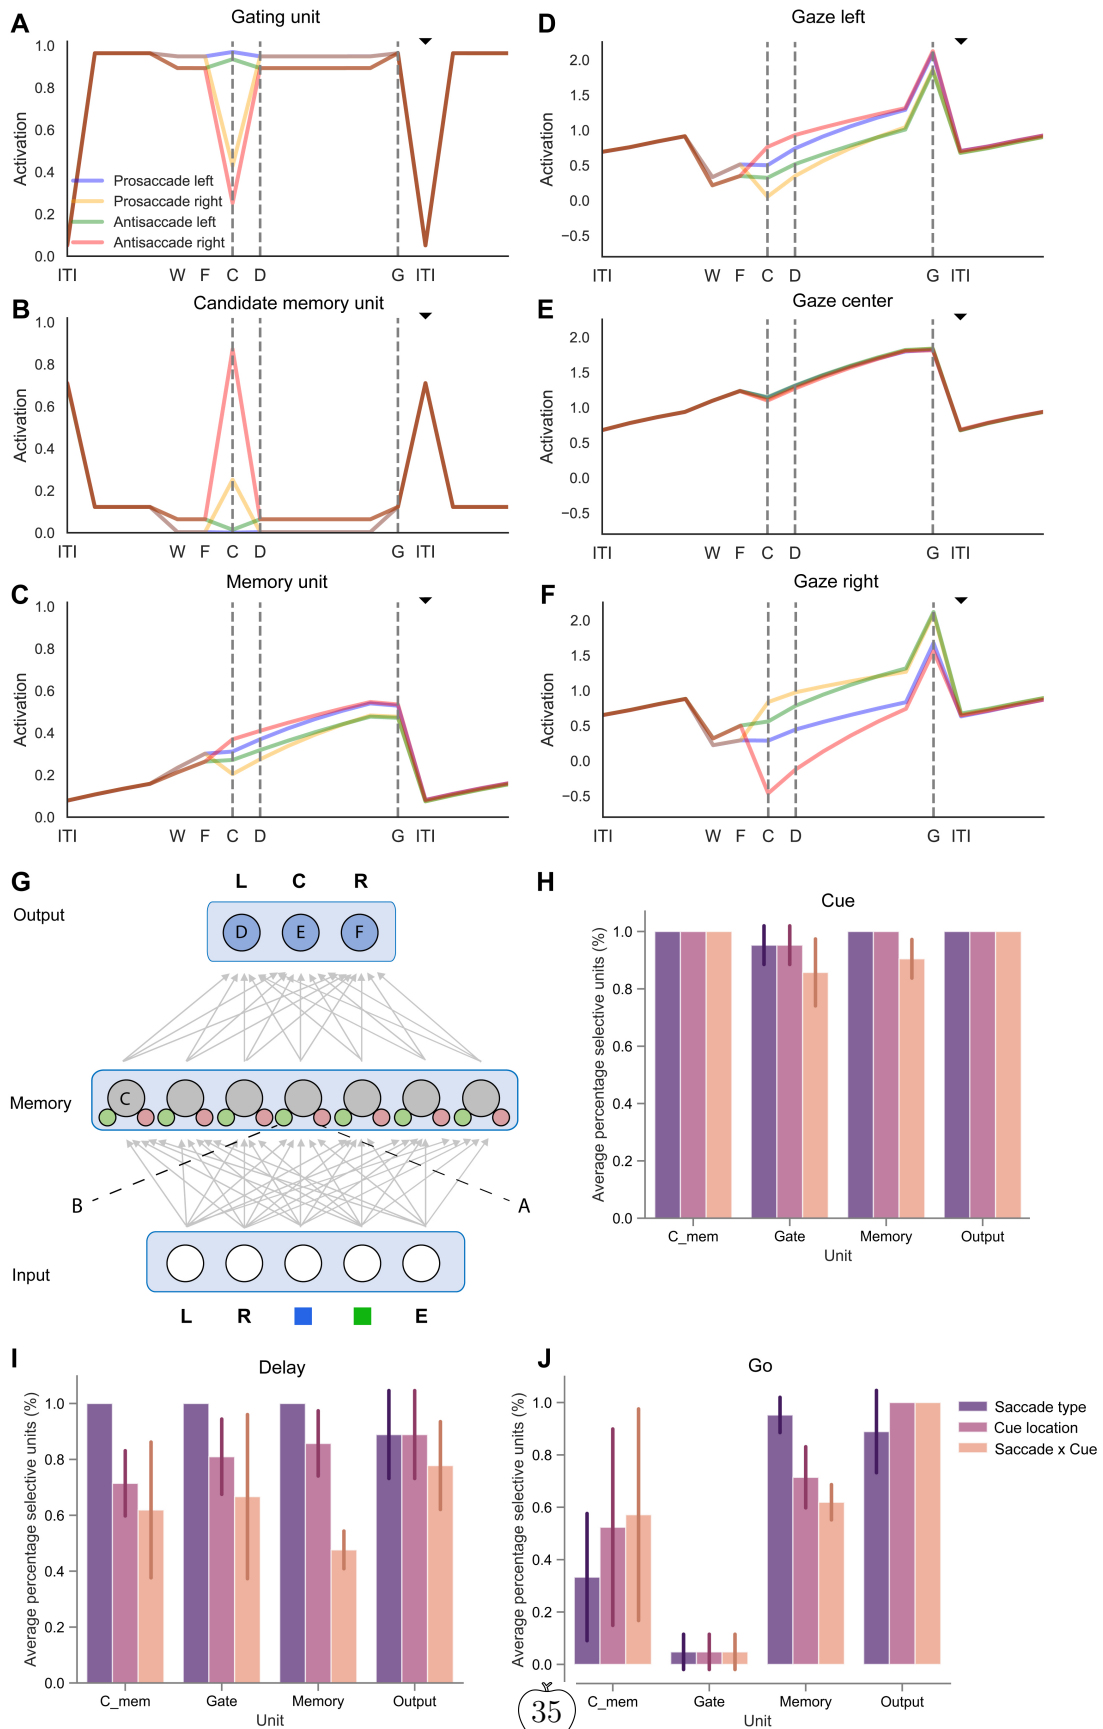 A
Gating unit
1.0
0.8
0.6
0.4
0.2
0.0
Activation
Prosaccade left
Prosaccade right
Antisaccade left
Antisaccade right
ITI W F C D G ITI
B
Candidate memory unit
1.0
0.8
0.6
0.4
0.2
0.0
Activation
ITI W F C D G ITI
C
Memory unit
1.0
0.8
0.6
0.4
0.2
0.0
Activation
ITI W F C D G ITI
D
Gaze left
2.0
1.5
1.0
0.5
0.0
−0.5
Activation
ITI W F C D G ITI
E
Gaze center
2.0
1.5
1.0
0.5
0.0
−0.5
Activation
ITI W F C D G ITI
F
Gaze right
2.0
1.5
1.0
0.5
0.0
−0.5
Activation
ITI W F C D G ITI
G
L C R
Output
D E F
Memory
C
B A
Input
L R E
H
Cue
1.0
0.8
0.6
0.4
0.2
0.0
Average percentage selective units (%)
C_mem Gate Memory Output
Unit
I
Delay
1.0
0.8
0.6
0.4
0.2
0.0
Average percentage selective units (%)
C_mem Gate Memory Output
Unit
J
Go
1.0
0.8
0.6
0.4
0.2
0.0
Average percentage selective units (%)
C_mem Gate Memory Output
Unit
Saccade type
Cue location
Saccade x Cue
35